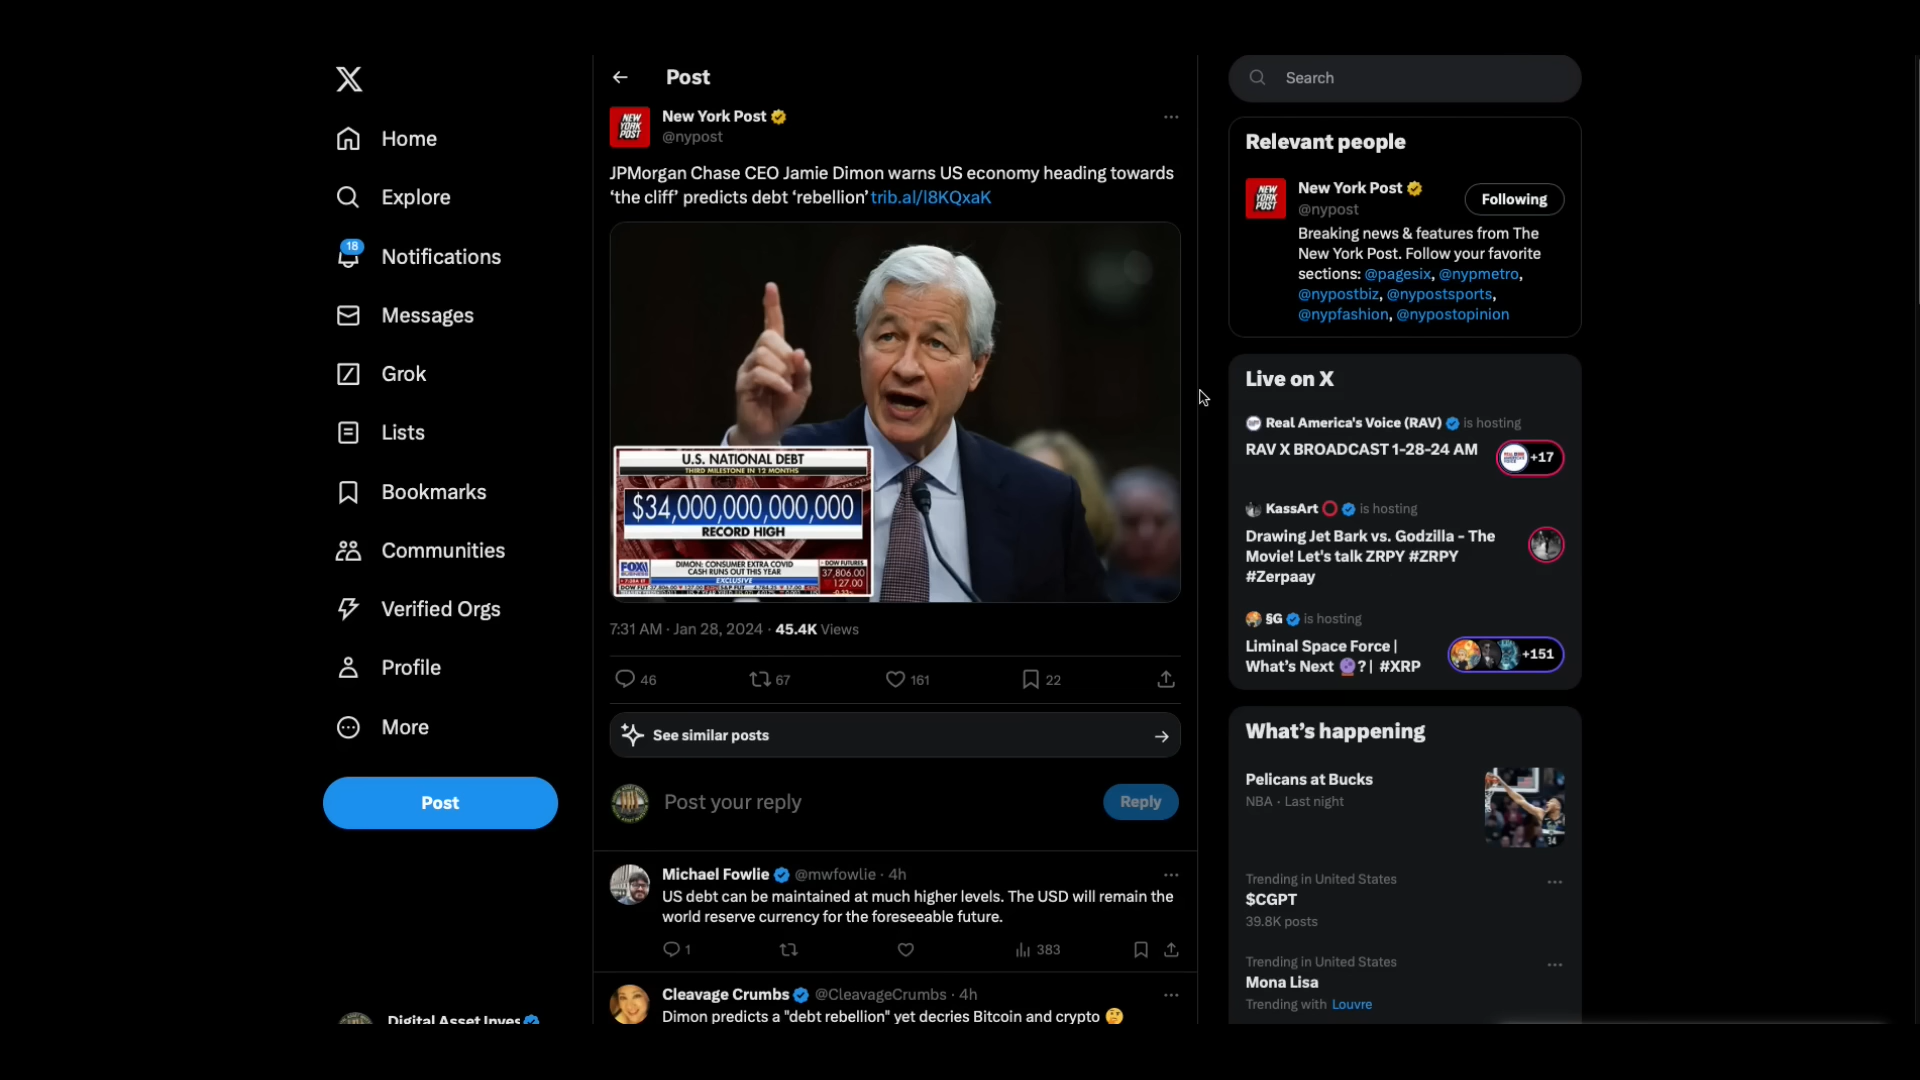 Home
Explore
18
Notifications
Messages
Grok
Lists
Bookmarks
Communities
Verified Orgs
Profile
More
Post
Digital Asset Inves
Post
NEW
YORK
POST
New York Post
@nypost
JPMorgan Chase CEO Jamie Dimon warns US economy heading towards
‘the cliff’ predicts debt ‘rebellion’ trib.al/l8KQxaK
U.S. NATIONAL DEBT
THIRD MILESTONE IN 12 MONTHS
$34,000,000,000,000
RECORD HIGH
FOX
BUSINESS
DIMON: CONSUMER EXTRA COVID
CASH RUNS OUT THIS YEAR
EXCLUSIVE
DOW FUTURES
37,806.00
127.00
7:31 AM · Jan 28, 2024 · 45.4K Views
46
67
161
22
See similar posts
Post your reply
Reply
Michael Fowlie @mwfowlie · 4h
US debt can be maintained at much higher levels. The USD will remain the
world reserve currency for the foreseeable future.
1
383
Cleavage Crumbs @CleavageCrumbs · 4h
Dimon predicts a "debt rebellion" yet decries Bitcoin and crypto 🤔
Search
Relevant people
NEW
YORK
POST
New York Post
@nypost
Following
Breaking news & features from The
New York Post. Follow your favorite
sections: @pagesix, @nypmetro,
@nypostbiz, @nypostsports,
@nypfashion, @nypostopinion
Live on X
Real America's Voice (RAV) is hosting
RAV X BROADCAST 1-28-24 AM
+17
KassArt ⭕ is hosting
Drawing Jet Bark vs. Godzilla - The
Movie! Let's talk ZRPY #ZRPY
#Zerpaay
§G is hosting
Liminal Space Force |
What’s Next 🔮? | #XRP
+151
What’s happening
Pelicans at Bucks
NBA · Last night
34
Trending in United States
$CGPT
39.8K posts
Trending in United States
Mona Lisa
Trending with Louvre